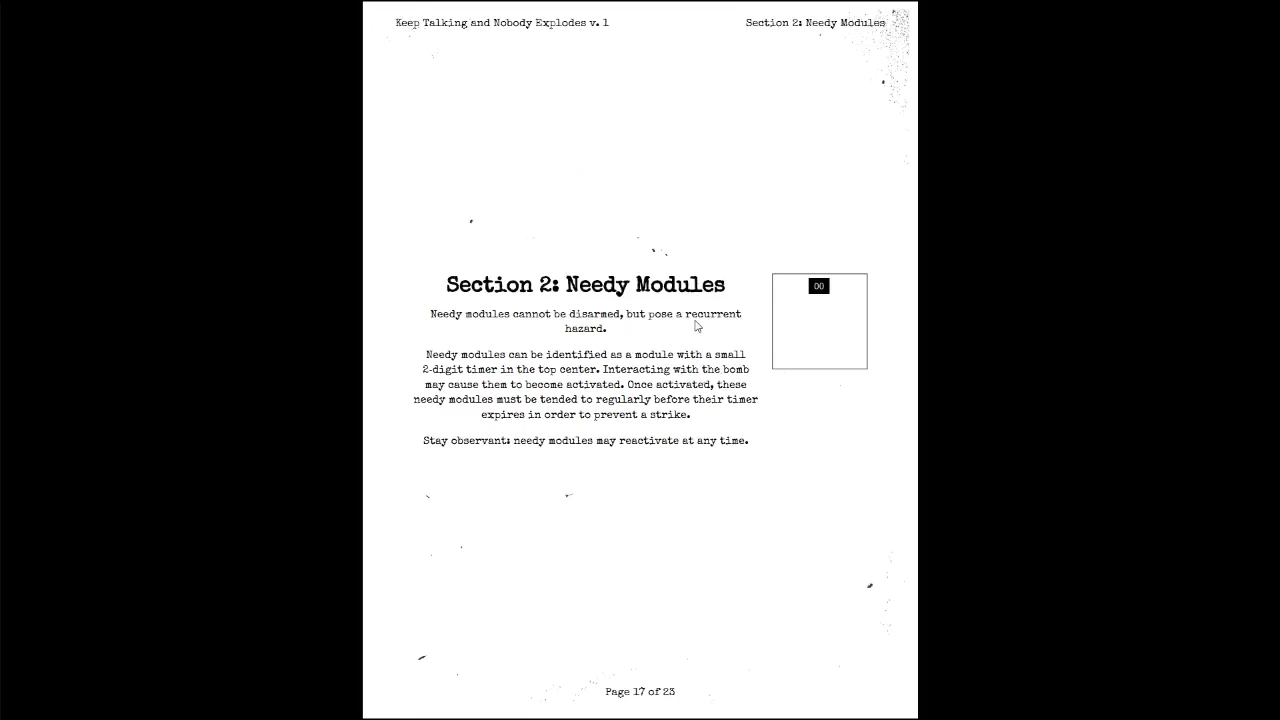 Keep Talking and Nobody Explodes v. 1
Section 2: Needy Modules
Section 2: Needy Modules
00
Needy modules cannot be disarmed, but pose a recurrent
hazard.
Needy modules can be identified as a module with a small
2-digit timer in the top center. Interacting with the bomb
may cause them to become activated. Once activated, these
needy modules must be tended to regularly before their timer
expires in order to prevent a strike.
Stay observant: needy modules may reactivate at any time.
Page 17 of 23